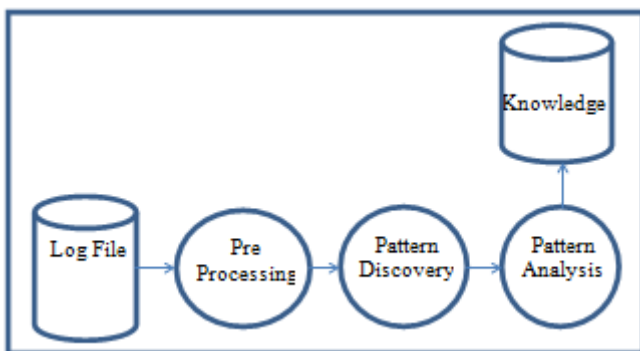 Knowledge
Log File
Pre
Processing
Pattern
Discovery
Pattern
Analysis